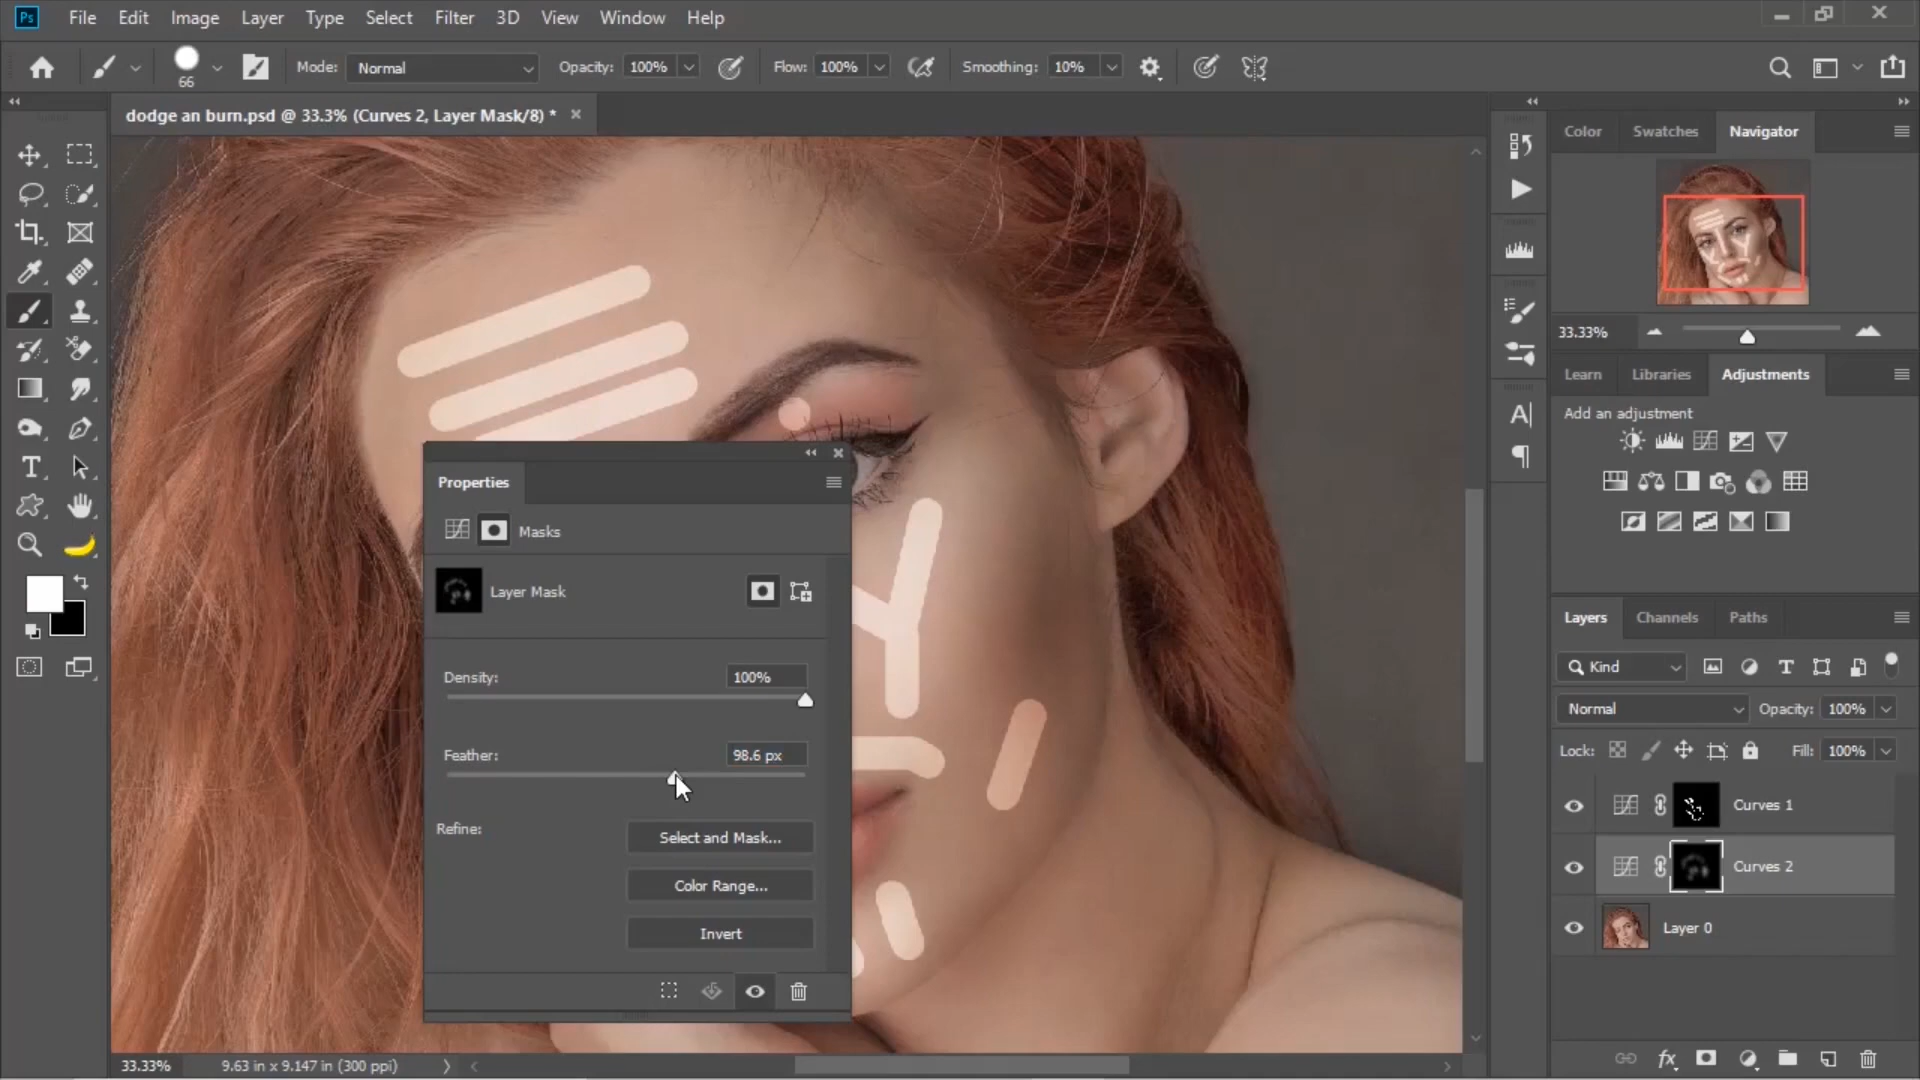 Ps File Edit Image Layer Type Select Filter 3D View Window Help
66 Mode: Normal Opacity: 100% Flow: 100% Smoothing: 10%
dodge an burn.psd @ 33.3% (Curves 2, Layer Mask/8) *
Color Swatches Navigator
33.33%
Learn Libraries Adjustments
Add an adjustment
Properties
Masks
Layer Mask
Density: 100%
Feather: 98.6 px
Refine:
Select and Mask...
Color Range...
Invert
Layers Channels Paths
Kind
Normal Opacity: 100%
Lock: Fill: 100%
Curves 1
Curves 2
Layer 0
fx
33.33% 9.63 in x 9.147 in (300 ppi)